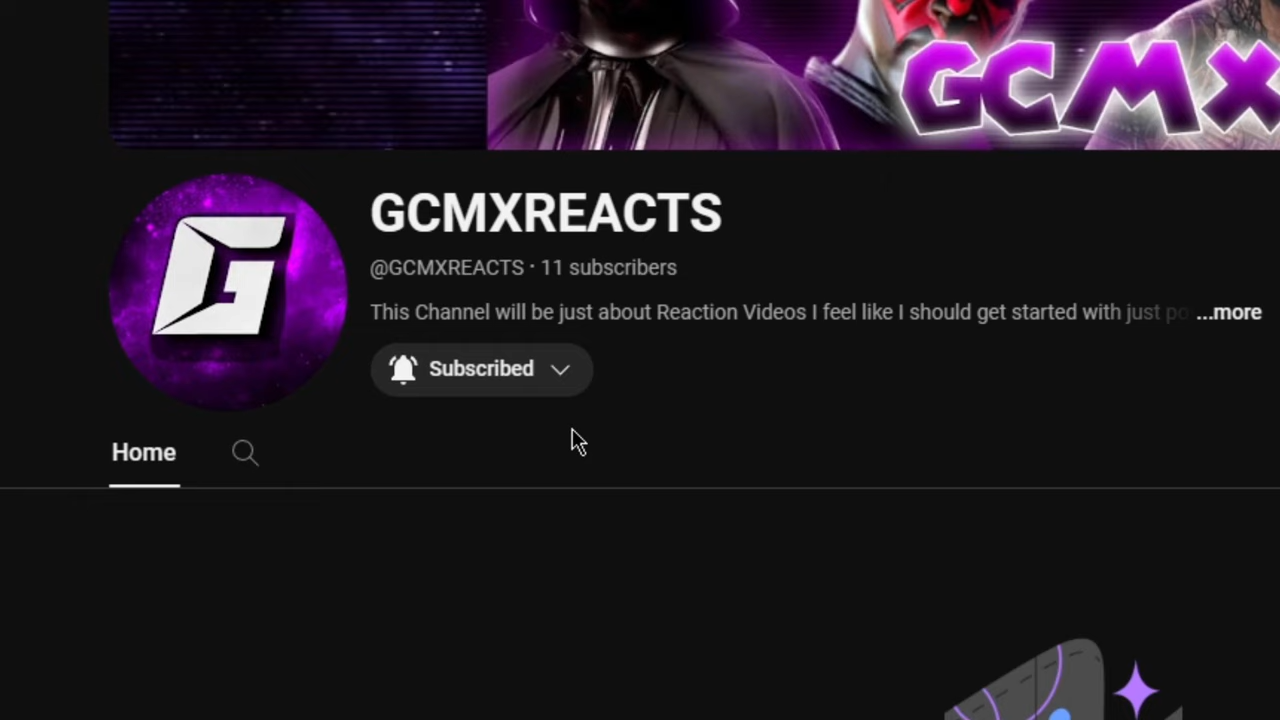 GCMX
GCMXREACTS
@GCMXREACTS · 11 subscribers
This Channel will be just about Reaction Videos I feel like I should get started with just ...more
Subscribed
Home